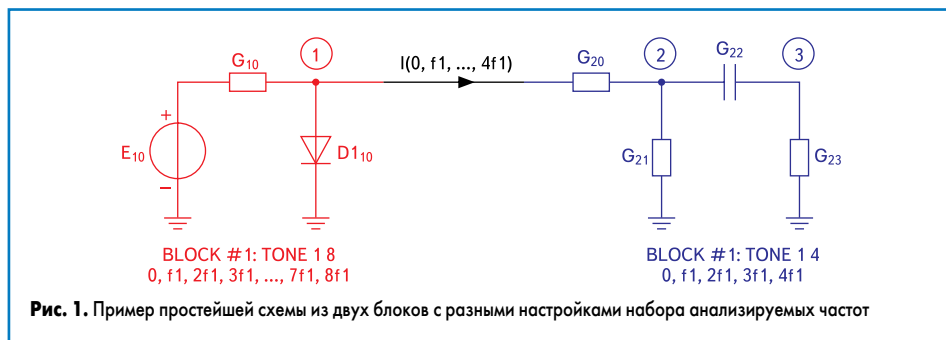 G10
1
I(0, f1, ..., 4f1)
G20
2
G22
3
+
E10
–
D110
G21
G23
BLOCK #1: TONE 1 8
0, f1, 2f1, 3f1, ..., 7f1, 8f1
BLOCK #1: TONE 1 4
0, f1, 2f1, 3f1, 4f1
Рис. 1. Пример простейшей схемы из двух блоков с разными настройками набора анализируемых частот